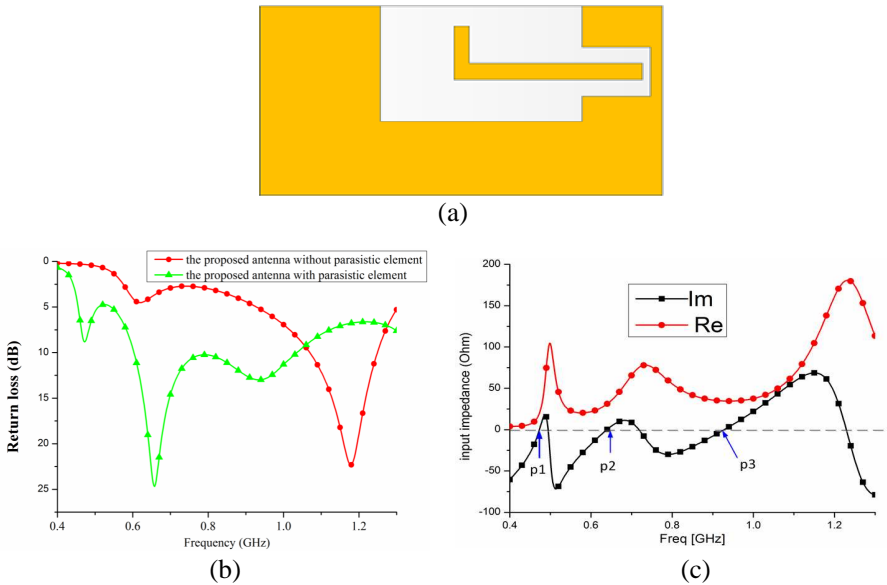 (a)
the proposed antenna without parasistic element
the proposed antenna with parasistic element
Return loss (dB)
0
5
10
15
20
25
0.4 0.6 0.8 1.0 1.2
Frequency (GHz)
(b)
Im
Re
input impedance (Ohm)
200
150
100
50
0
-50
-100
p1 p2 p3
0.4 0.6 0.8 1.0 1.2
Freq [GHz]
(c)